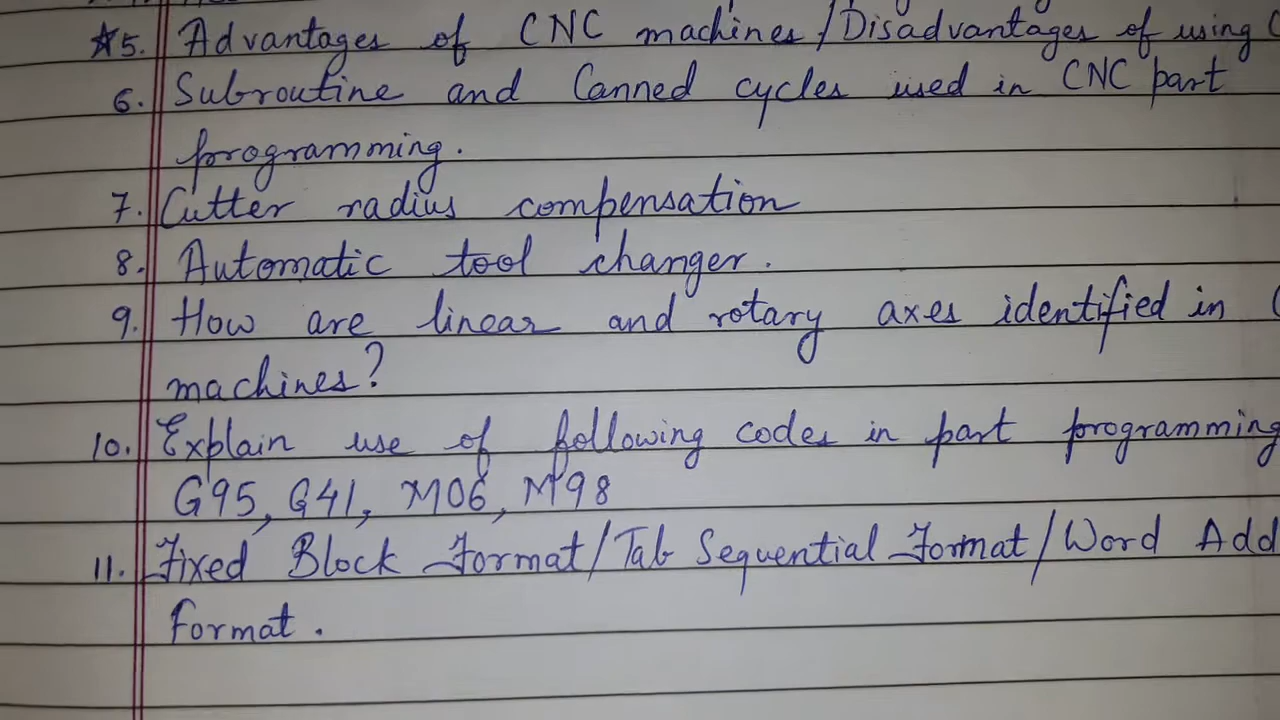 *5. Advantages of CNC machines/Disadvantages of using
6. Subroutine and Canned cycles used in CNC part
programming.
7. Cutter radius compensation
8. Automatic tool changer.
9. How are linear and rotary axes identified in
machines?
10. Explain use of following codes in part programming
G95, G41, M06, M98
11. Fixed Block Format/Tab Sequential Format/Word Add
Format.